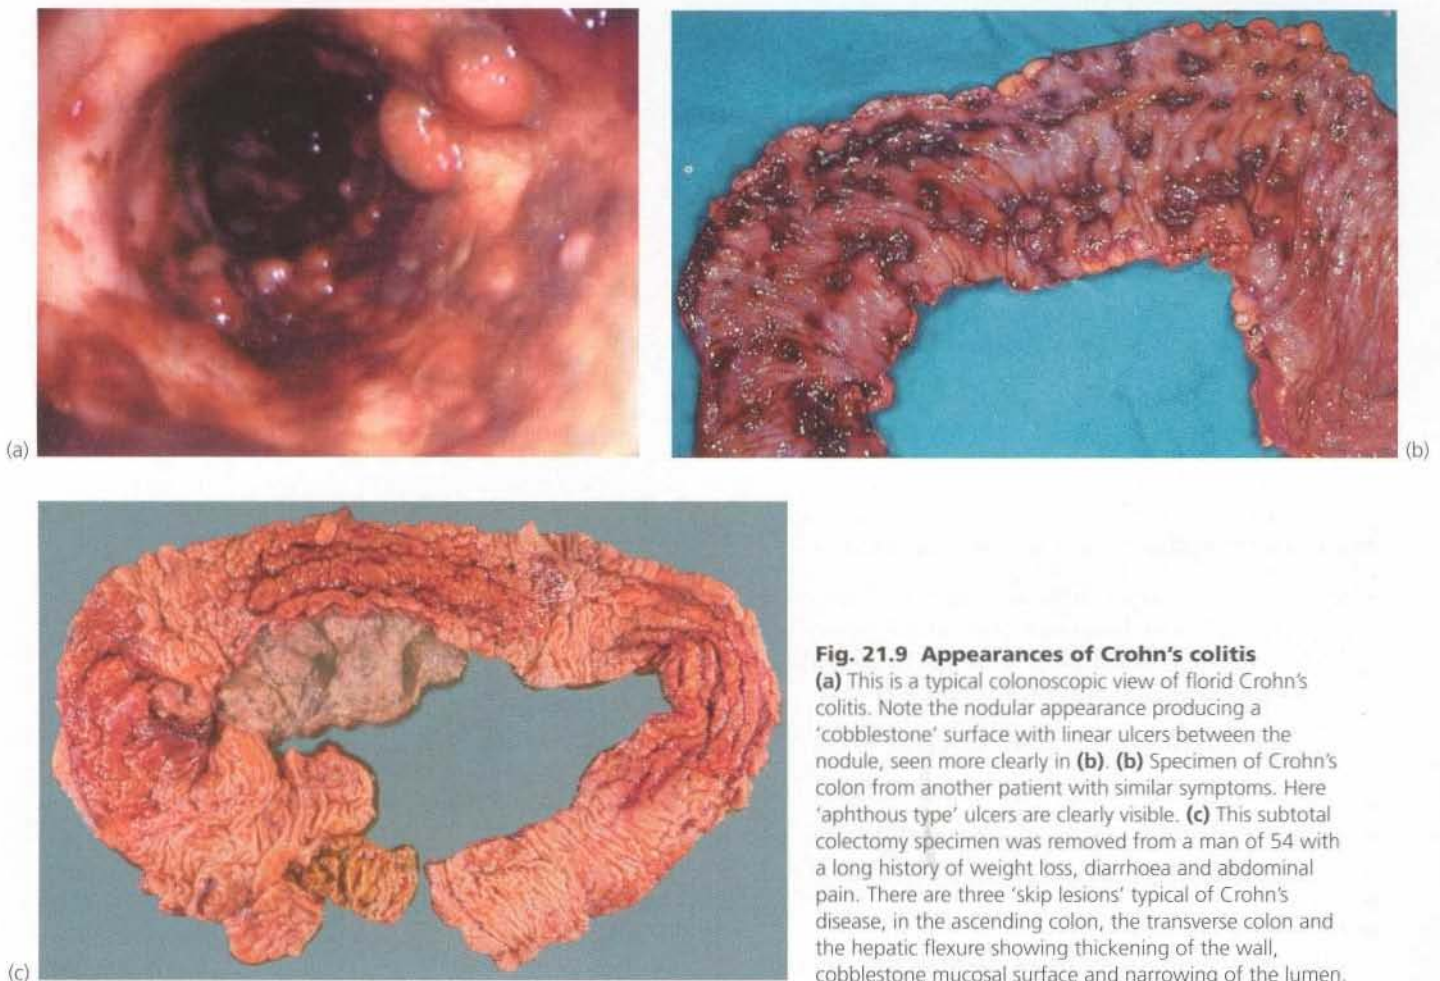 (a)
(b)
(c)
Fig. 21.9 Appearances of Crohn's colitis
(a) This is a typical colonoscopic view of florid Crohn's
colitis. Note the nodular appearance producing a
'cobblestone' surface with linear ulcers between the
nodule, seen more clearly in (b). (b) Specimen of Crohn's
colon from another patient with similar symptoms. Here
'aphthous type' ulcers are clearly visible. (c) This subtotal
colectomy specimen was removed from a man of 54 with
a long history of weight loss, diarrhoea and abdominal
pain. There are three 'skip lesions' typical of Crohn's
disease, in the ascending colon, the transverse colon and
the hepatic flexure showing thickening of the wall,
cobblestone mucosal surface and narrowing of the lumen.